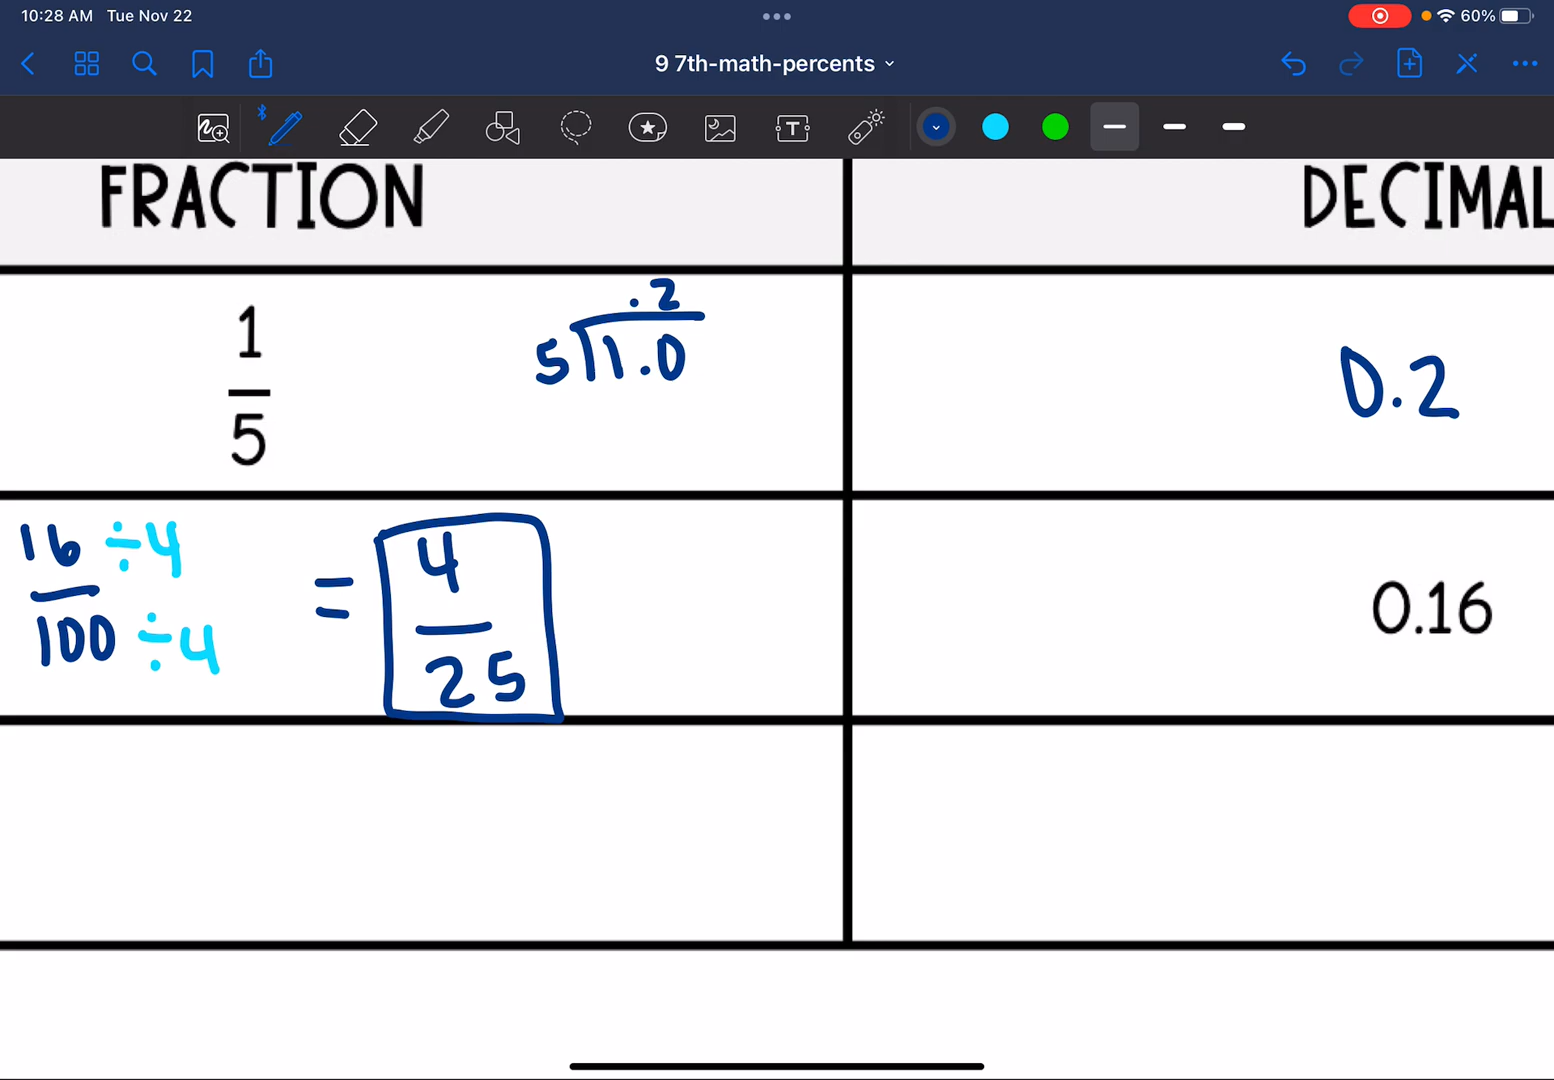 10:28 AM Tue Nov 22
60%
9 7th-math-percents
T
FRACTION
DECIMAL
1
5
.2
5 1.0
0.2
16 ÷4
100 ÷4
=
4
25
0.16